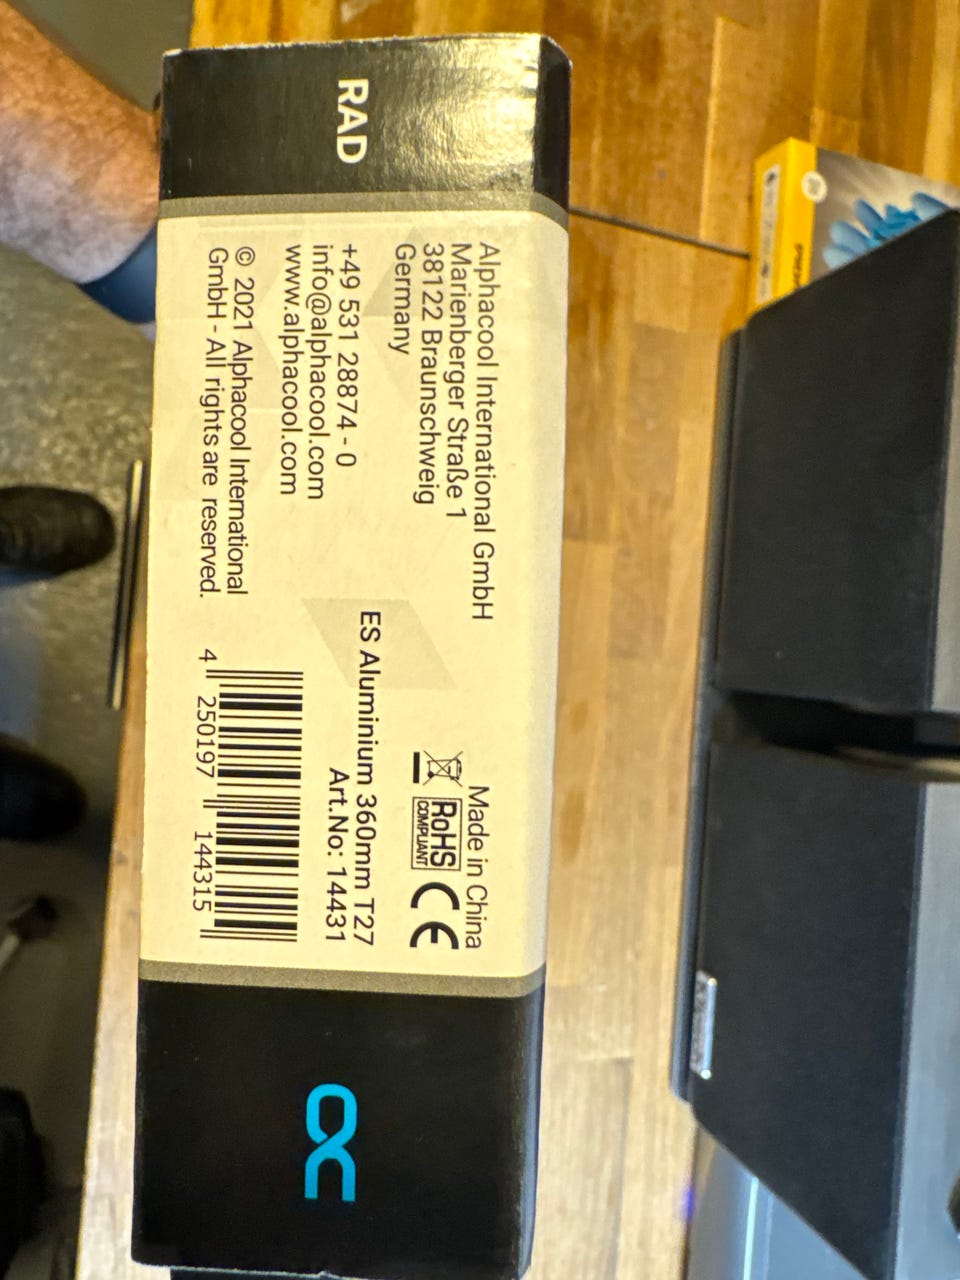 RAD
Alphacool International GmbH
Marienberger Straße 1
38122 Braunschweig
Germany
+49 531 28874 - 0
info@alphacool.com
www.alphacool.com
© 2021 Alphacool International
GmbH - All rights are reserved.
Made in China
RoHS
COMPLIANT
CE
ES Aluminium 360mm T27
Art.No: 14431
4 250197 144315